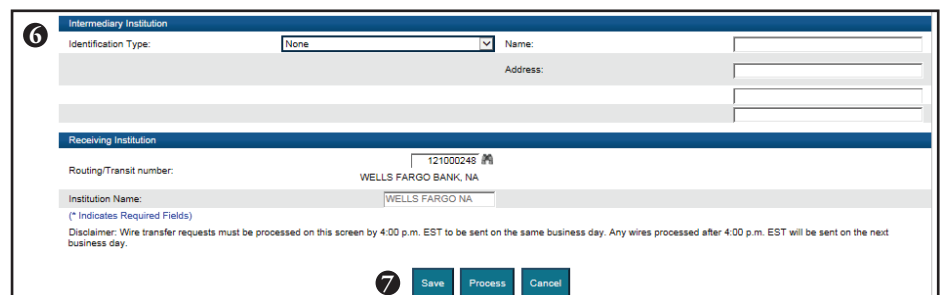 6
Intermediary Institution
Identification Type: None Name:
Address:
Receiving Institution
Routing/Transit number: 121000248
WELLS FARGO BANK, NA
Institution Name: WELLS FARGO NA
(* Indicates Required Fields)
Disclaimer: Wire transfer requests must be processed on this screen by 4:00 p.m. EST to be sent on the same business day. Any wires processed after 4:00 p.m. EST will be sent on the next
business day.
7 Save Process Cancel